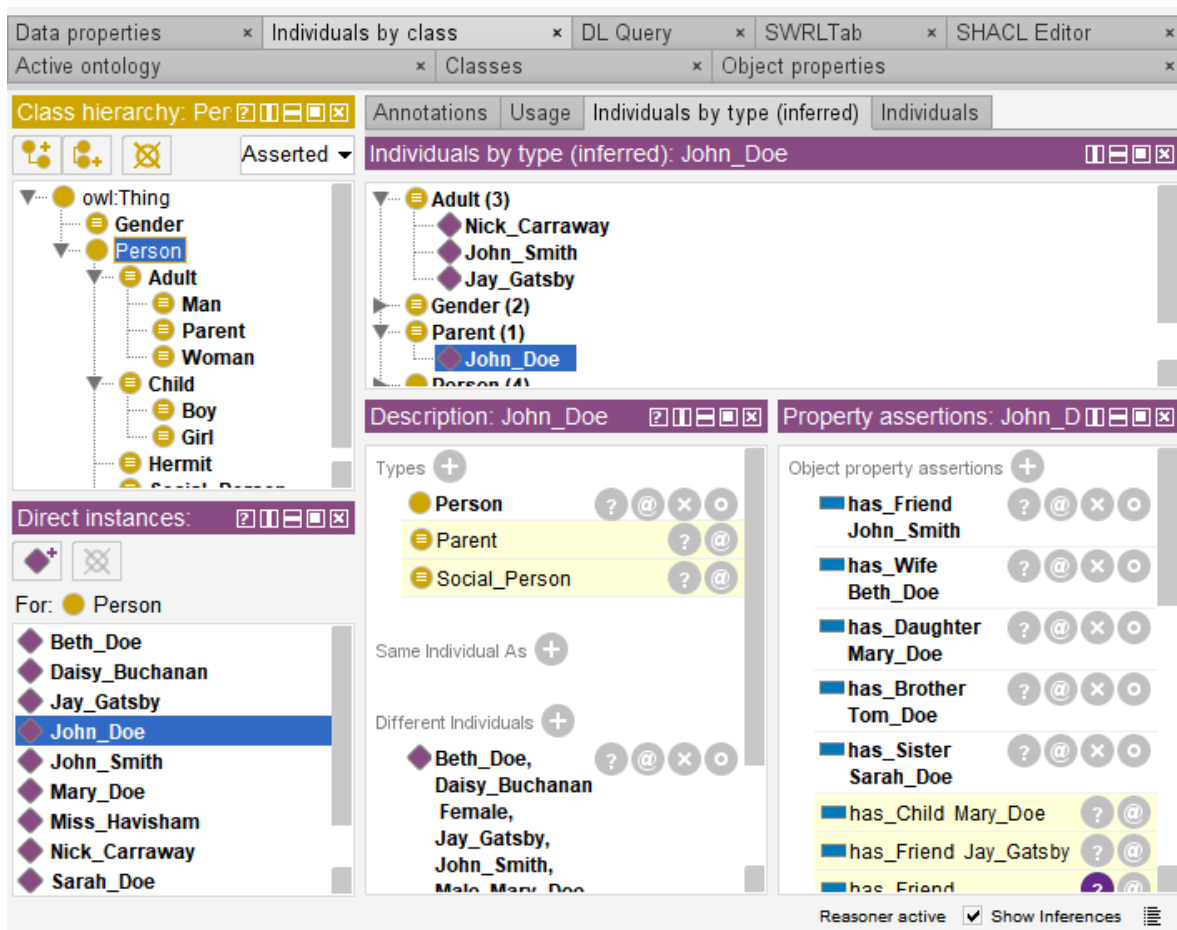 Data properties × Individuals by class × DL Query × SWRLTab × SHACL Editor ×
Active ontology × Classes × Object properties ×
Class hierarchy: Per
Asserted
owl:Thing
Gender
Person
Adult
Man
Parent
Woman
Child
Boy
Girl
Hermit
Direct instances:
For: Person
Beth_Doe
Daisy_Buchanan
Jay_Gatsby
John_Doe
John_Smith
Mary_Doe
Miss_Havisham
Nick_Carraway
Sarah_Doe
Annotations Usage Individuals by type (inferred) Individuals
Individuals by type (inferred): John_Doe
Adult (3)
Nick_Carraway
John_Smith
Jay_Gatsby
Gender (2)
Parent (1)
John_Doe
Person (4)
Description: John_Doe
Types
Person
Parent
Social_Person
Same Individual As
Different Individuals
Beth_Doe,
Daisy_Buchanan
Female,
Jay_Gatsby,
John_Smith,
Male, Mary_Doe
Property assertions: John_D
Object property assertions
has_Friend
John_Smith
has_Wife
Beth_Doe
has_Daughter
Mary_Doe
has_Brother
Tom_Doe
has_Sister
Sarah_Doe
has_Child Mary_Doe
has_Friend Jay_Gatsby
has_Friend
Reasoner active Show Inferences